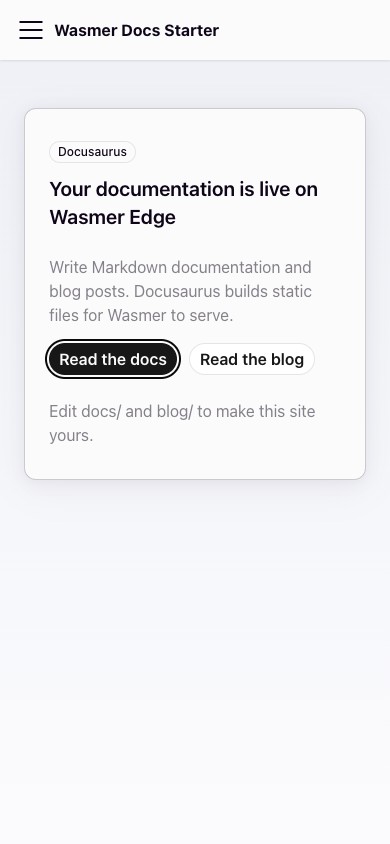 Wasmer Docs Starter
Docusaurus
Your documentation is live on
Wasmer Edge
Write Markdown documentation and
blog posts. Docusaurus builds static
files for Wasmer to serve.
Read the docs
Read the blog
Edit docs/ and blog/ to make this site
yours.